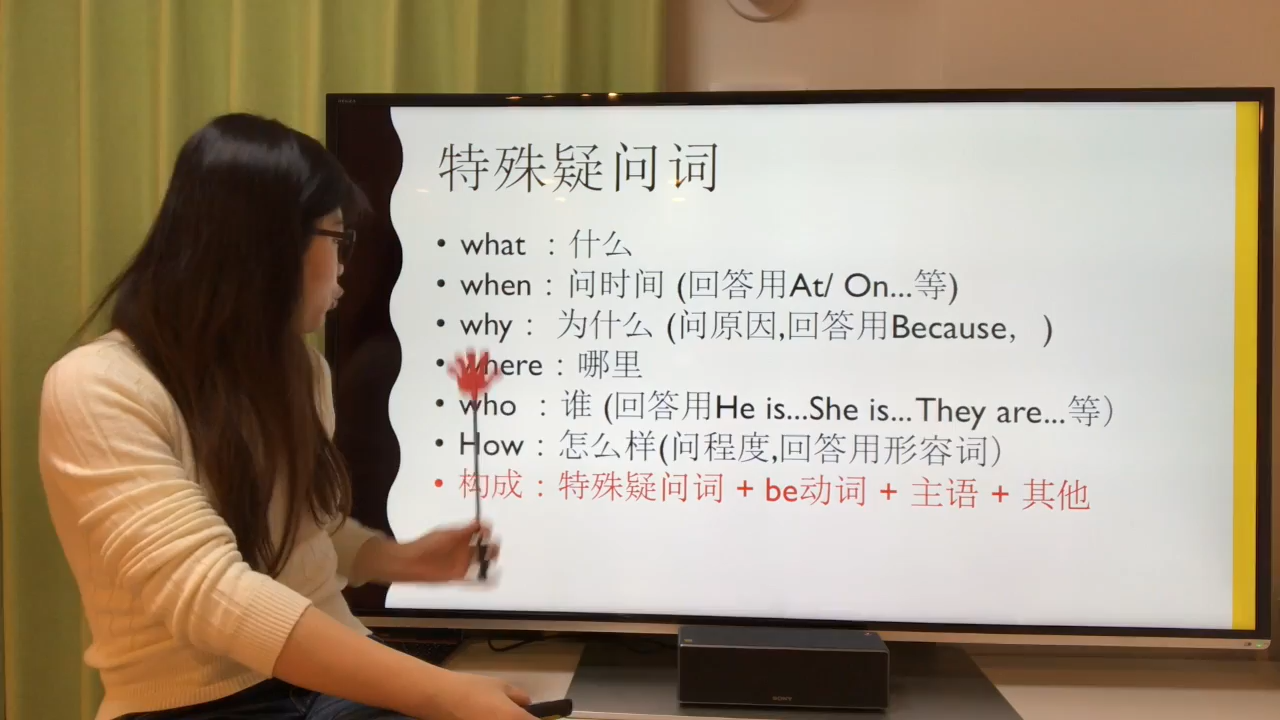 特殊疑问词
• what ：什么
• when：问时间 (回答用At/ On...等)
• why： 为什么 (问原因,回答用Because，)
• where：哪里
• who ：谁 (回答用He is...She is...They are...等）
• How：怎么样(问程度,回答用形容词）
• 构成：特殊疑问词 + be动词 + 主语 + 其他
SONY